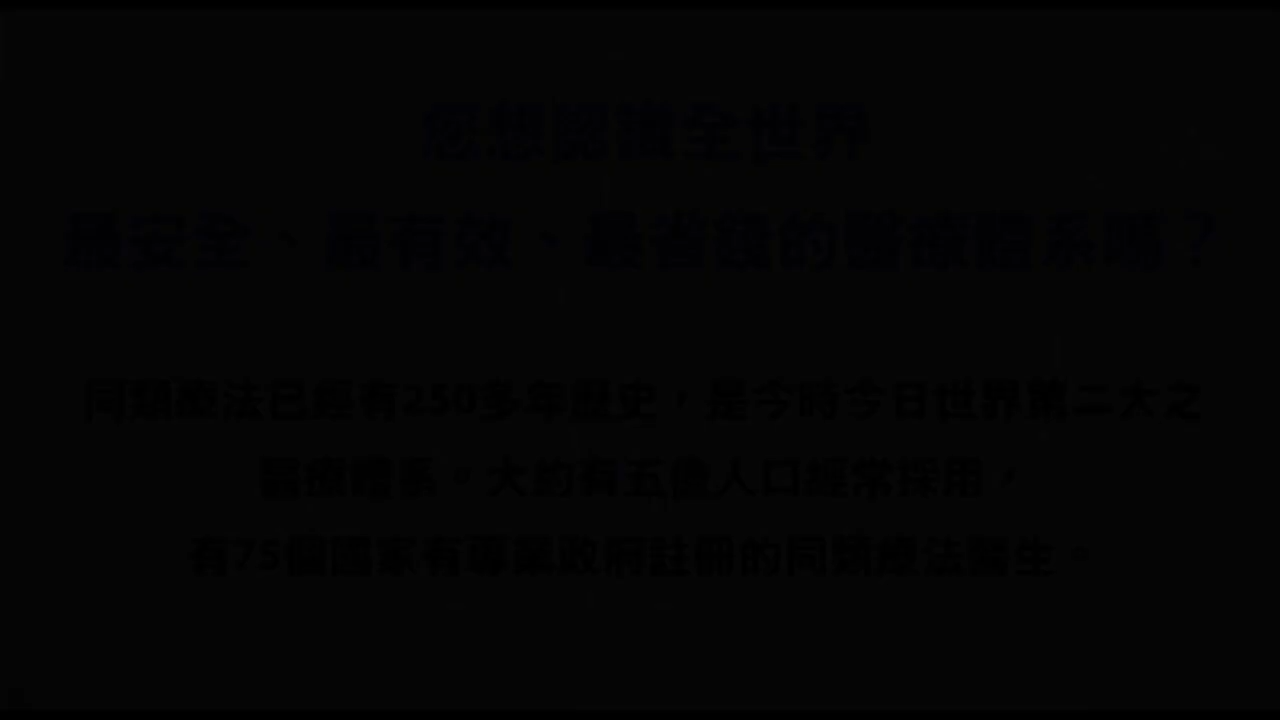 您想認識全世界
最安全、最有效、最省錢的醫療體系嗎？
同類療法已經有250多年歷史，是今時今日世界第二大之
醫療體系。大約有五億人口經常採用，
有75個國家有專業政府註冊的同類療法醫生。